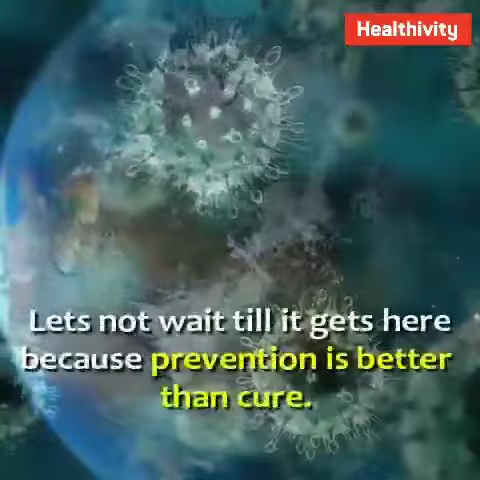 Healthivity
Lets not wait till it gets here
because prevention is better
than cure.